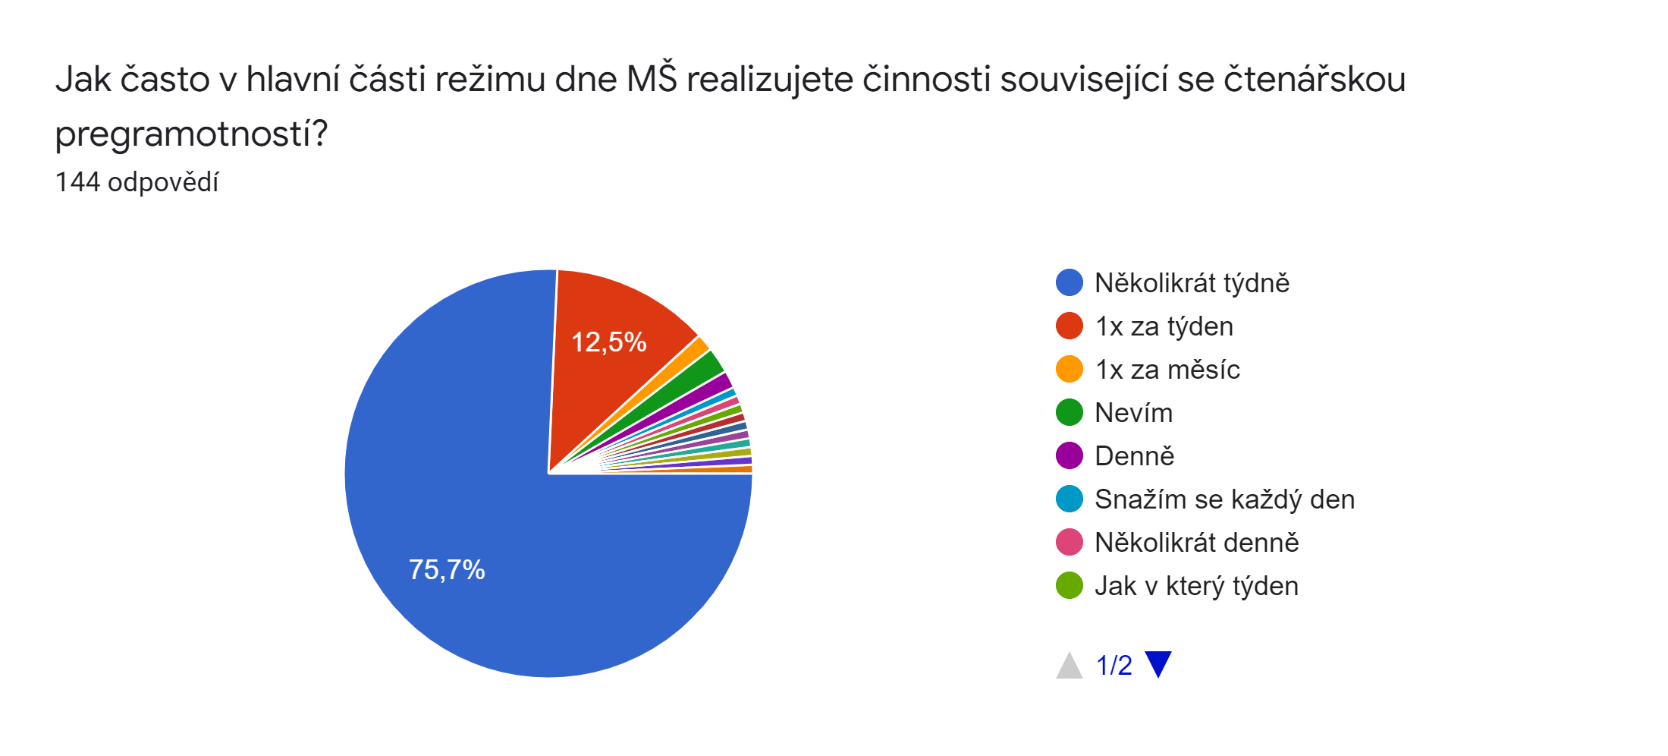 Jak často v hlavní části režimu dne MŠ realizujete činnosti související se čtenářskou
pregramotností?
144 odpovědí
12,5%
75,7%
Několikrát týdně
1x za týden
1x za měsíc
Nevím
Denně
Snažím se každý den
Několikrát denně
Jak v který týden
1/2